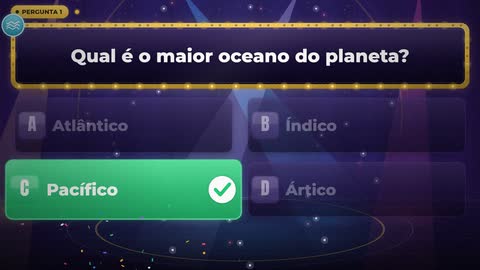 PERGUNTA 1
Qual é o maior oceano do planeta?
A Atlântico
B Índico
C Pacífico
D Ártico